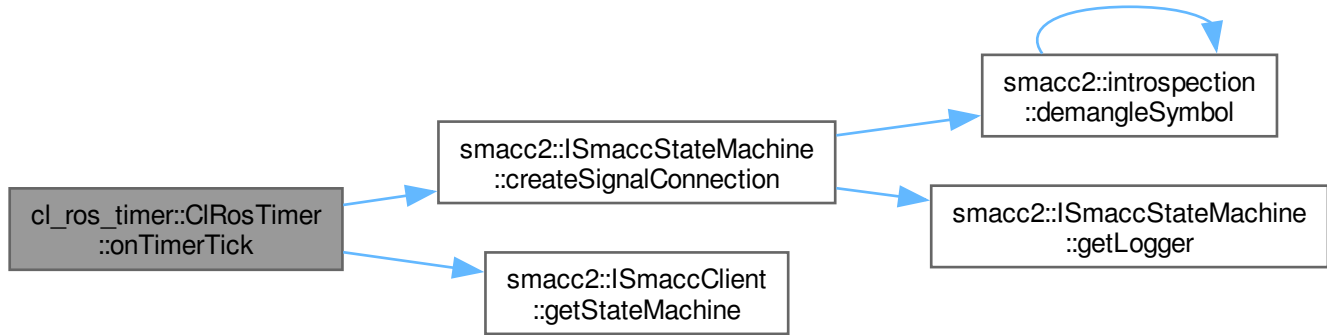 cl_ros_timer::ClRosTimer
::onTimerTick
smacc2::ISmaccStateMachine
::createSignalConnection
smacc2::ISmaccClient
::getStateMachine
smacc2::introspection
::demangleSymbol
smacc2::ISmaccStateMachine
::getLogger